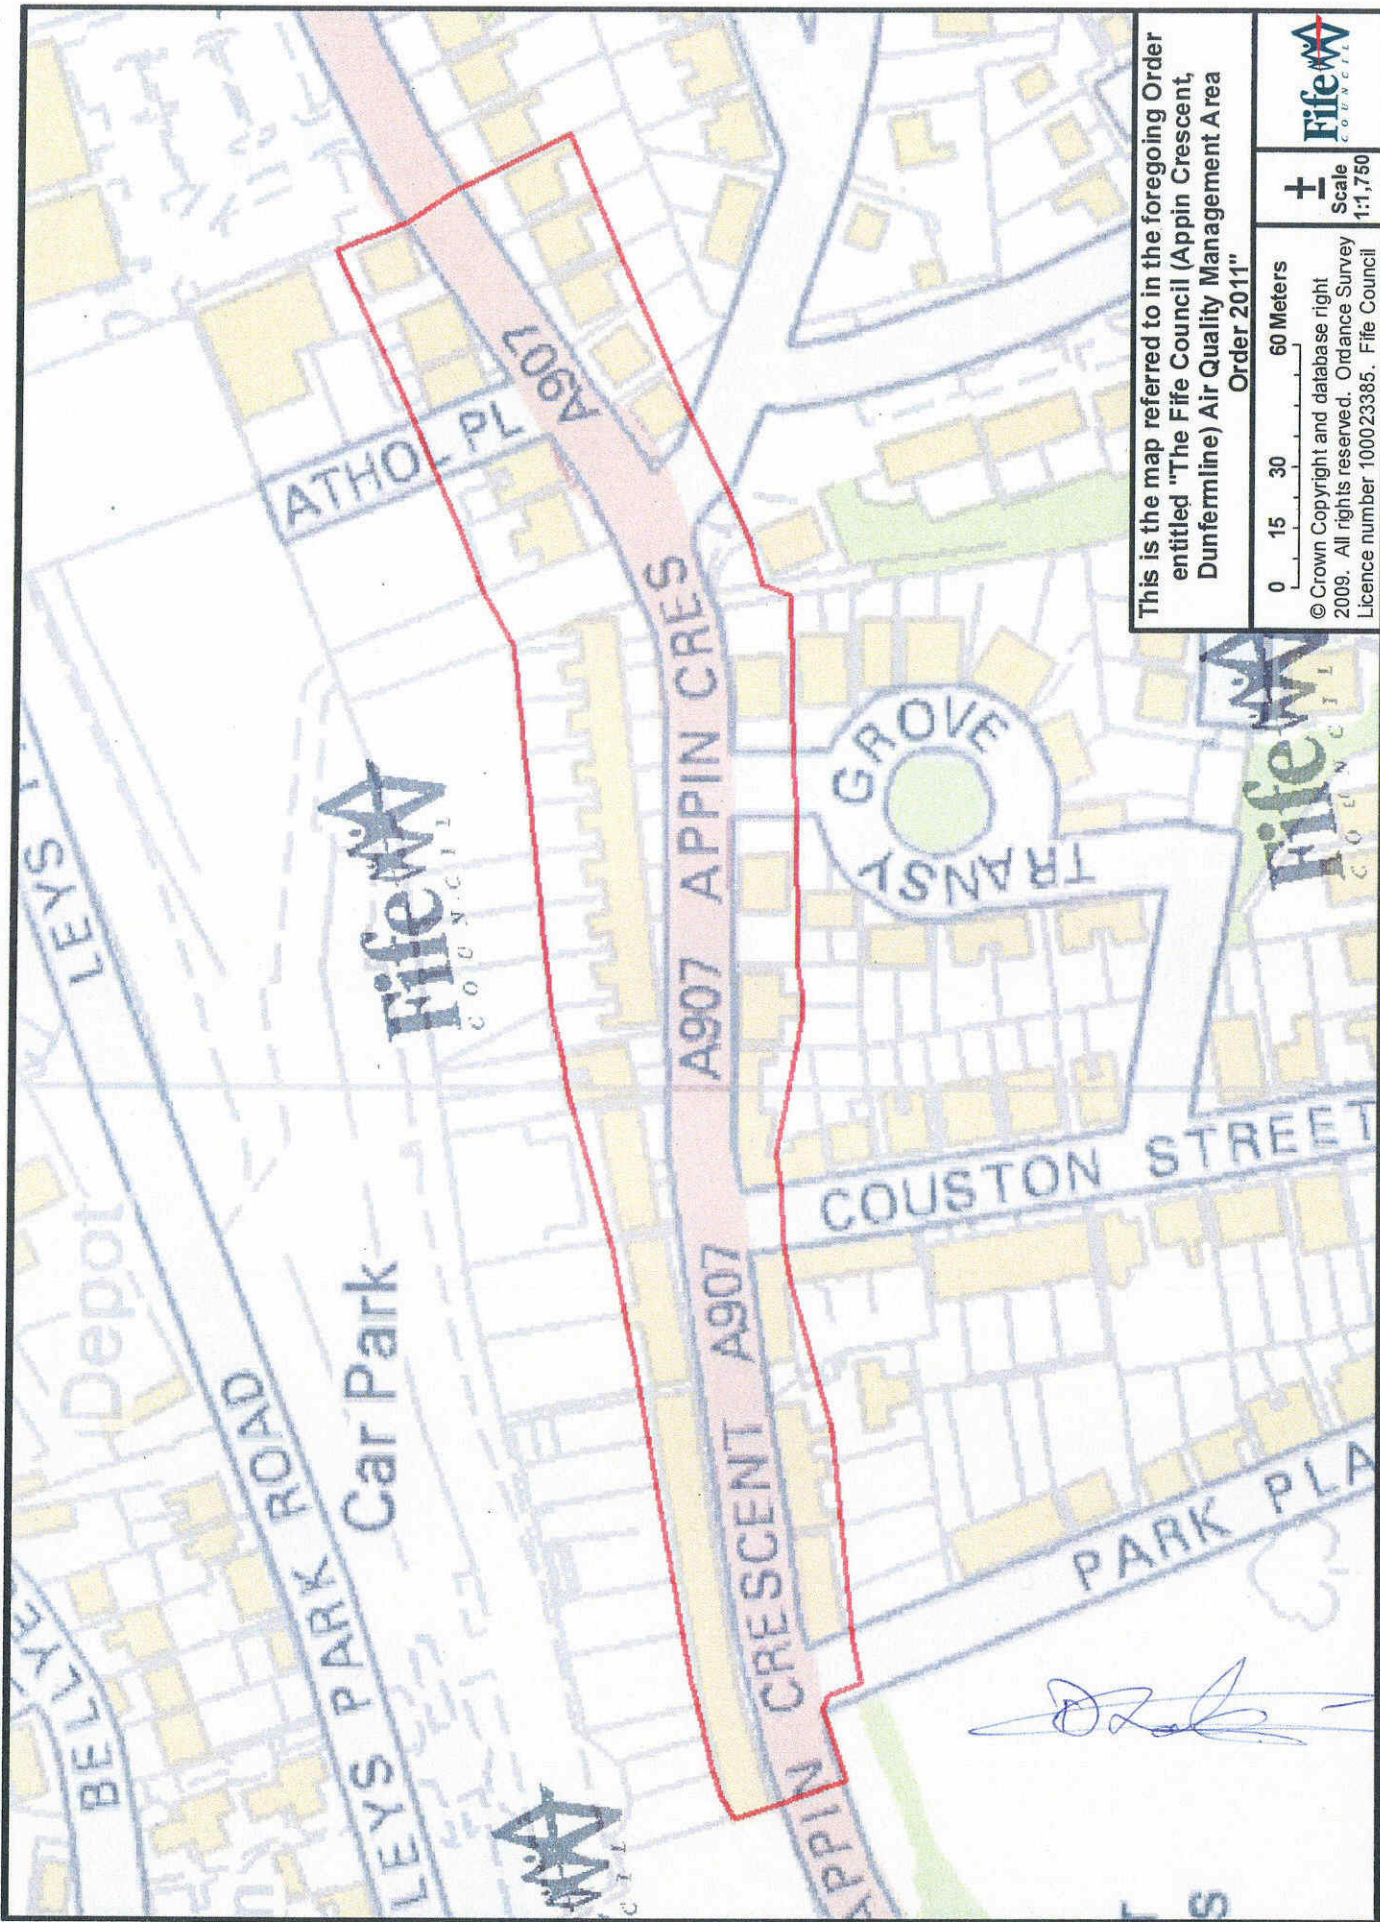 BELLYE
LEYS PARK ROAD
Depot
LEYS
LEYS
Car Park
Fife
COUNCIL
ATHOL PL
A907
APPIN CRESCENT A907
A907 APPIN CRES
TRANSY GROVE
COUSTON STREET
PARK PLA
Fife
COUNCIL
This is the map referred to in the foregoing Order
entitled "The Fife Council (Appin Crescent,
Dunfermline) Air Quality Management Area
Order 2011"
0 15 30 60 Meters
© Crown Copyright and database right
2009. All rights reserved. Ordance Survey
Licence number 100023385. Fife Council
Scale
1:1,750
Fife
COUNCIL